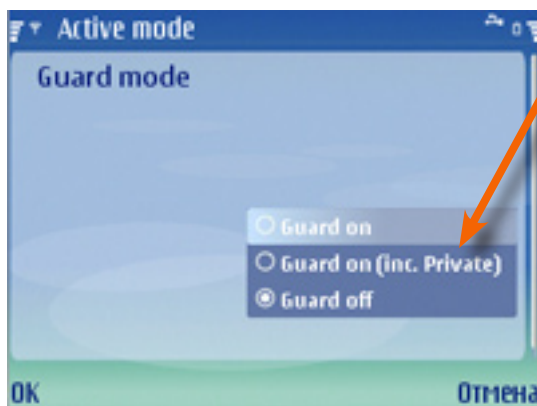 Active mode
Guard mode
Guard on
Guard on (inc. Private)
Guard off
OK
Отмена